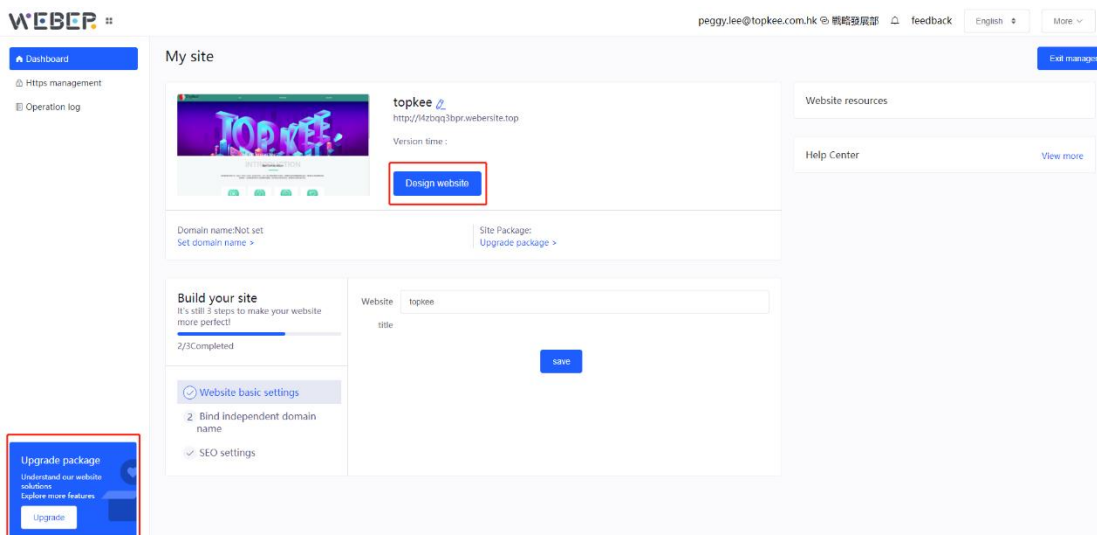 WEBER
peggy.lee@topkee.com.hk 戰略發展部 feedback English More
Dashboard
Https management
Operation log
My site
Exit manage
TOPKEE
INTRODUCTION
topkee
http://l4zbqq3bpr.webersite.top
Version time :
Design website
Domain name:Not set
Set domain name >
Site Package:
Upgrade package >
Website resources
Help Center View more
Build your site
It's still 3 steps to make your website
more perfect!
2/3Completed
Website basic settings
2 Bind independent domain
name
SEO settings
Website topkee
title
save
Upgrade package
Understand our website
solutions
Explore more features
Upgrade